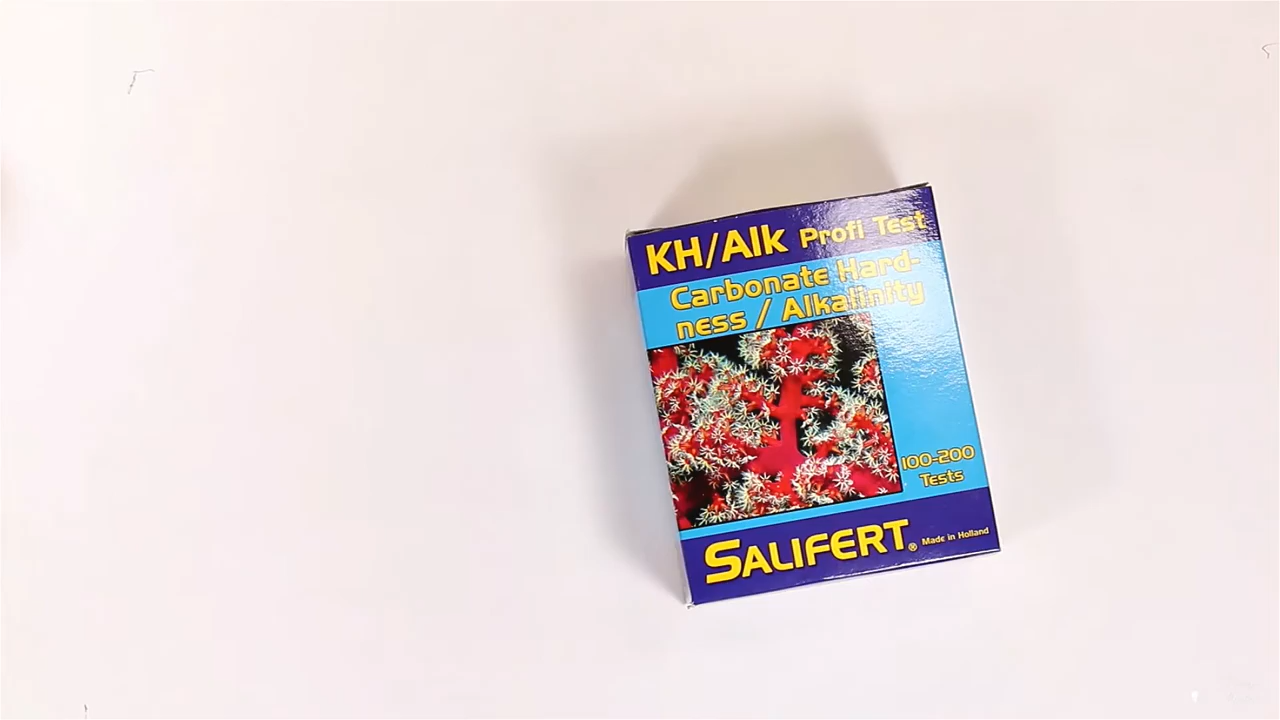 KH/Alk Profi Test
Carbonate Hard-
ness / Alkalinity
100-200
Tests
SALIFERT® Made in Holland